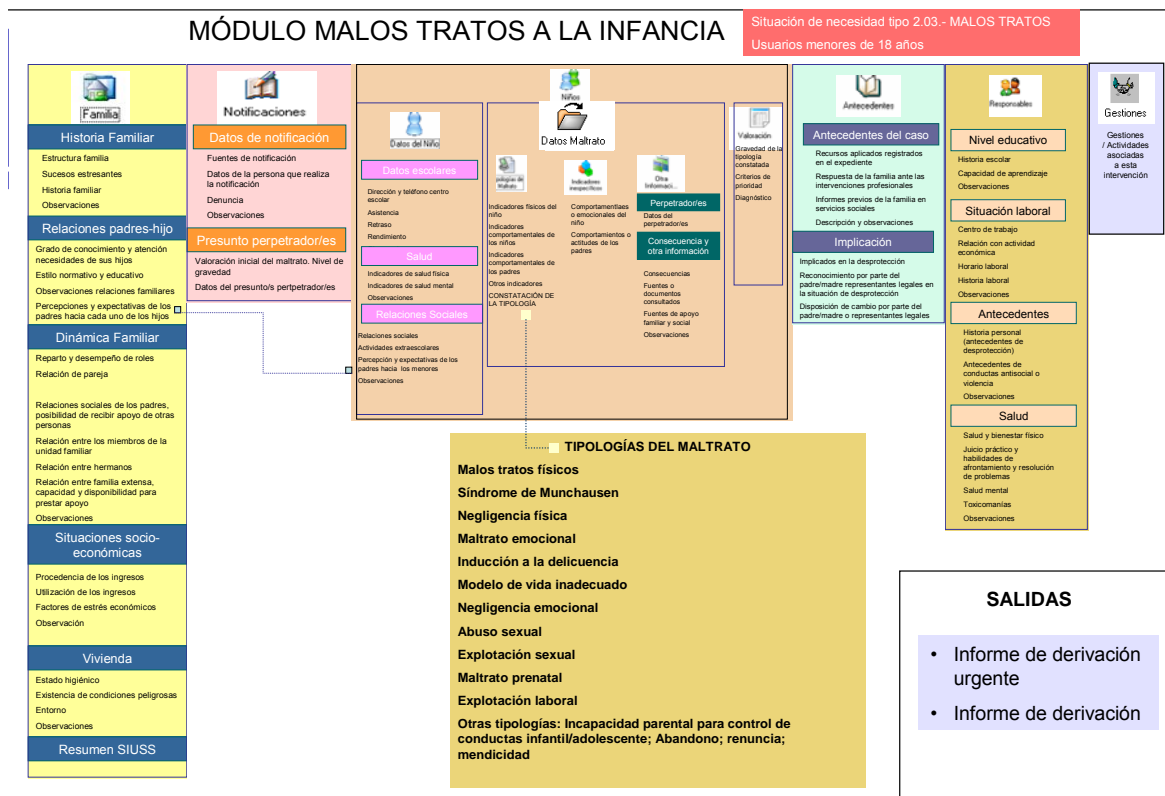 MÓDULO MALOS TRATOS A LA INFANCIA
Situación de necesidad tipo 2.03.- MALOS TRATOS
Usuarios menores de 18 años
Familia
Historia Familiar
Estructura familia
Sucesos estresantes
Historia familiar
Observaciones
Relaciones padres-hijo
Grado de conocimiento y atención
necesidades de sus hijos
Estilo normativo y educativo
Observaciones relaciones familiares
Percepciones y expectativas de los
padres hacia cada uno de los hijos
Dinámica Familiar
Reparto y desempeño de roles
Relación de pareja
Relaciones sociales de los padres,
posibilidad de recibir apoyo de otras
personas
Relación entre los miembros de la
unidad familiar
Relación entre hermanos
Relación entre familia extensa,
capacidad y disponibilidad para
prestar apoyo
Observaciones
Situaciones socio-
económicas
Procedencia de los ingresos
Utilización de los ingresos
Factores de estrés económicos
Observación
Vivienda
Estado higiénico
Existencia de condiciones peligrosas
Entorno
Observaciones
Resumen SIUSS
Notificaciones
Datos de notificación
Fuentes de notificación
Datos de la persona que realiza
la notificación
Denuncia
Observaciones
Presunto perpetrador/es
Valoración inicial del maltrato. Nivel de
gravedad
Datos del presunto/s pertpetrador/es
Niños
Datos del Niño
Datos escolares
Dirección y teléfono centro
escolar
Asistencia
Retraso
Rendimiento
Salud
Indicadores de salud física
Indicadores de salud mental
Observaciones
Relaciones Sociales
Relaciones sociales
Actividades extraescolares
Percepción y expectativas de los
padres hacia los menores
Observaciones
Datos Maltrato
pologías de
Maltrato
Indicadores físicos del
niño
Indicadores
comportamentales de
los niños
Indicadores
comportamentales de
los padres
Otros indicadores
CONSTATACIÓN DE
LA TIPOLOGÍA
Indicadores
inespecíficos
Comportamentlaes
o emocionales del
niño
Comportamientos o
actitudes de los
padres
Otra
Informaci...
Perpetrador/es
Datos del
perpetrador/es
Consecuencia y
otra información
Consecuencias
Fuentes o
documentos
consultados
Fuentes de apoyo
familiar y social
Observaciones
Valoración
Gravedad de la
tipología
constatada
Criterios de
prioridad
Diagnóstico
Antecedentes
Antecedentes del caso
Recursos aplicados registrados
en el expediente
Respuesta de la familia ante las
intervenciones profesionales
Informes previos de la familia en
servicios sociales
Descripción y observaciones
Implicación
Implicados en la desprotección
Reconocimiento por parte del
padre/madre representantes legales en
la situación de desprotección
Disposición de cambio por parte del
padre/madre o representantes legales
Responsables
Nivel educativo
Historia escolar
Capacidad de aprendizaje
Observaciones
Situación laboral
Centro de trabajo
Relación con actividad
económica
Horario laboral
Historia laboral
Observaciones
Antecedentes
Historia personal
(antecedentes de
desprotección)
Antecedentes de
conductas antisocial o
violencia
Observaciones
Salud
Salud y bienestar físico
Juicio práctico y
habilidades de
afrontamiento y resolución
de problemas
Salud mental
Toxicomanías
Observaciones
Gestiones
Gestiones
/ Actividades
asociadas
a esta
intervención
TIPOLOGÍAS DEL MALTRATO
Malos tratos físicos
Síndrome de Munchausen
Negligencia física
Maltrato emocional
Inducción a la delicuencia
Modelo de vida inadecuado
Negligencia emocional
Abuso sexual
Explotación sexual
Maltrato prenatal
Explotación laboral
Otras tipologías: Incapacidad parental para control de
conductas infantil/adolescente; Abandono; renuncia;
mendicidad
SALIDAS
• Informe de derivación
urgente
• Informe de derivación